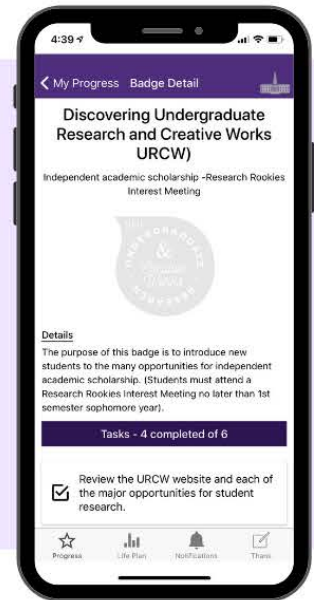 4:39
My Progress Badge Detail
Discovering Undergraduate
Research and Creative Works
URCW)
Independent academic scholarship -Research Rookies
Interest Meeting
UNDERGRADUATE
&
RESEARCH
Details
The purpose of this badge is to introduce new
students to the many opportunities for independent
academic scholarship. (Students must attend a
Research Rookies Interest Meeting no later than 1st
semester sophomore year).
Tasks - 4 completed of 6
Review the URCW website and each of
the major opportunities for student
research.
Progress Life Plan Notifications